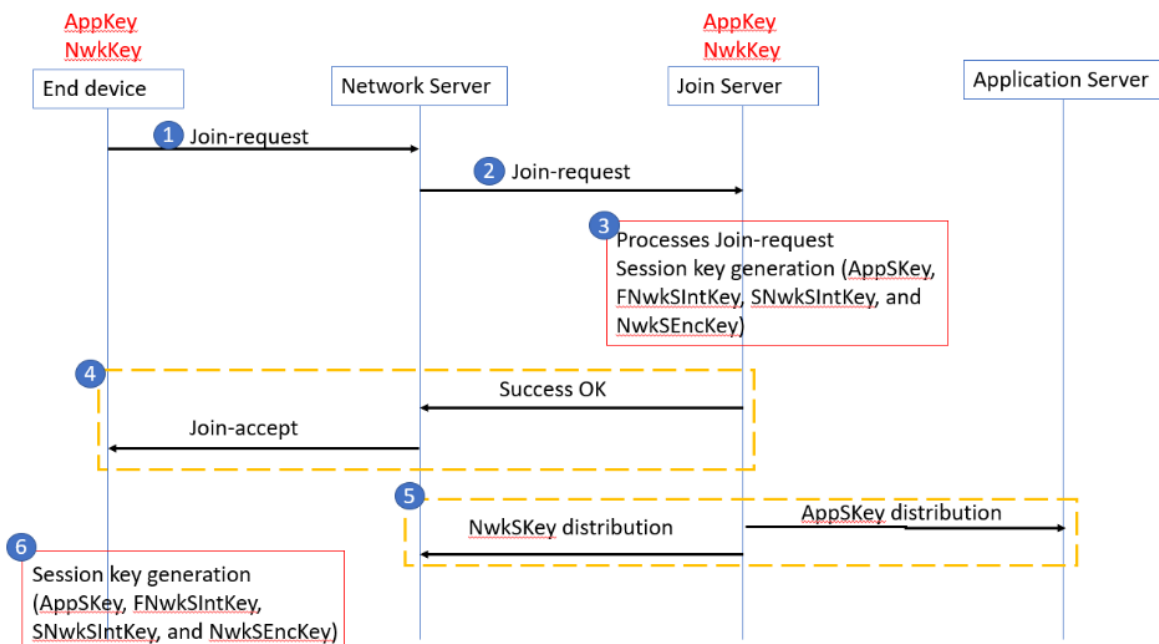 AppKey
NwkKey
AppKey
NwkKey
End device
Network Server
Join Server
Application Server
1 Join-request
2 Join-request
3
Processes Join-request
Session key generation (AppSKey,
FNwkSIntKey, SNwkSIntKey, and
NwkSEncKey)
4
Success OK
Join-accept
5
NwkSKey distribution
AppSKey distribution
6
Session key generation
(AppSKey, FNwkSIntKey,
SNwkSIntKey, and NwkSEncKey)